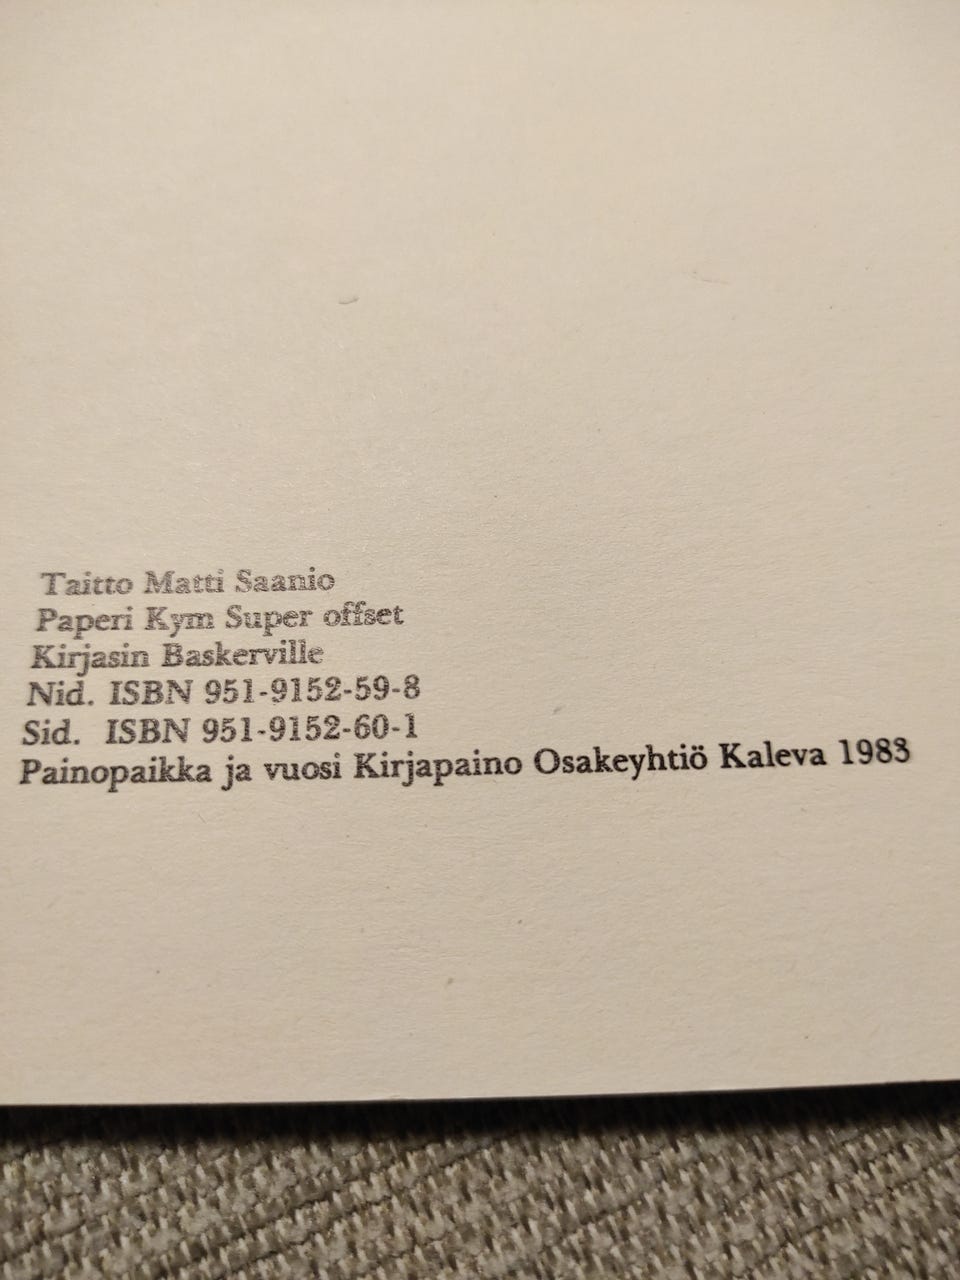 Taitto Matti Saanio
Paperi Kym Super offset
Kirjasin Baskerville
Nid. ISBN 951-9152-59-8
Sid. ISBN 951-9152-60-1
Painopaikka ja vuosi Kirjapaino Osakeyhtiö Kaleva 1983